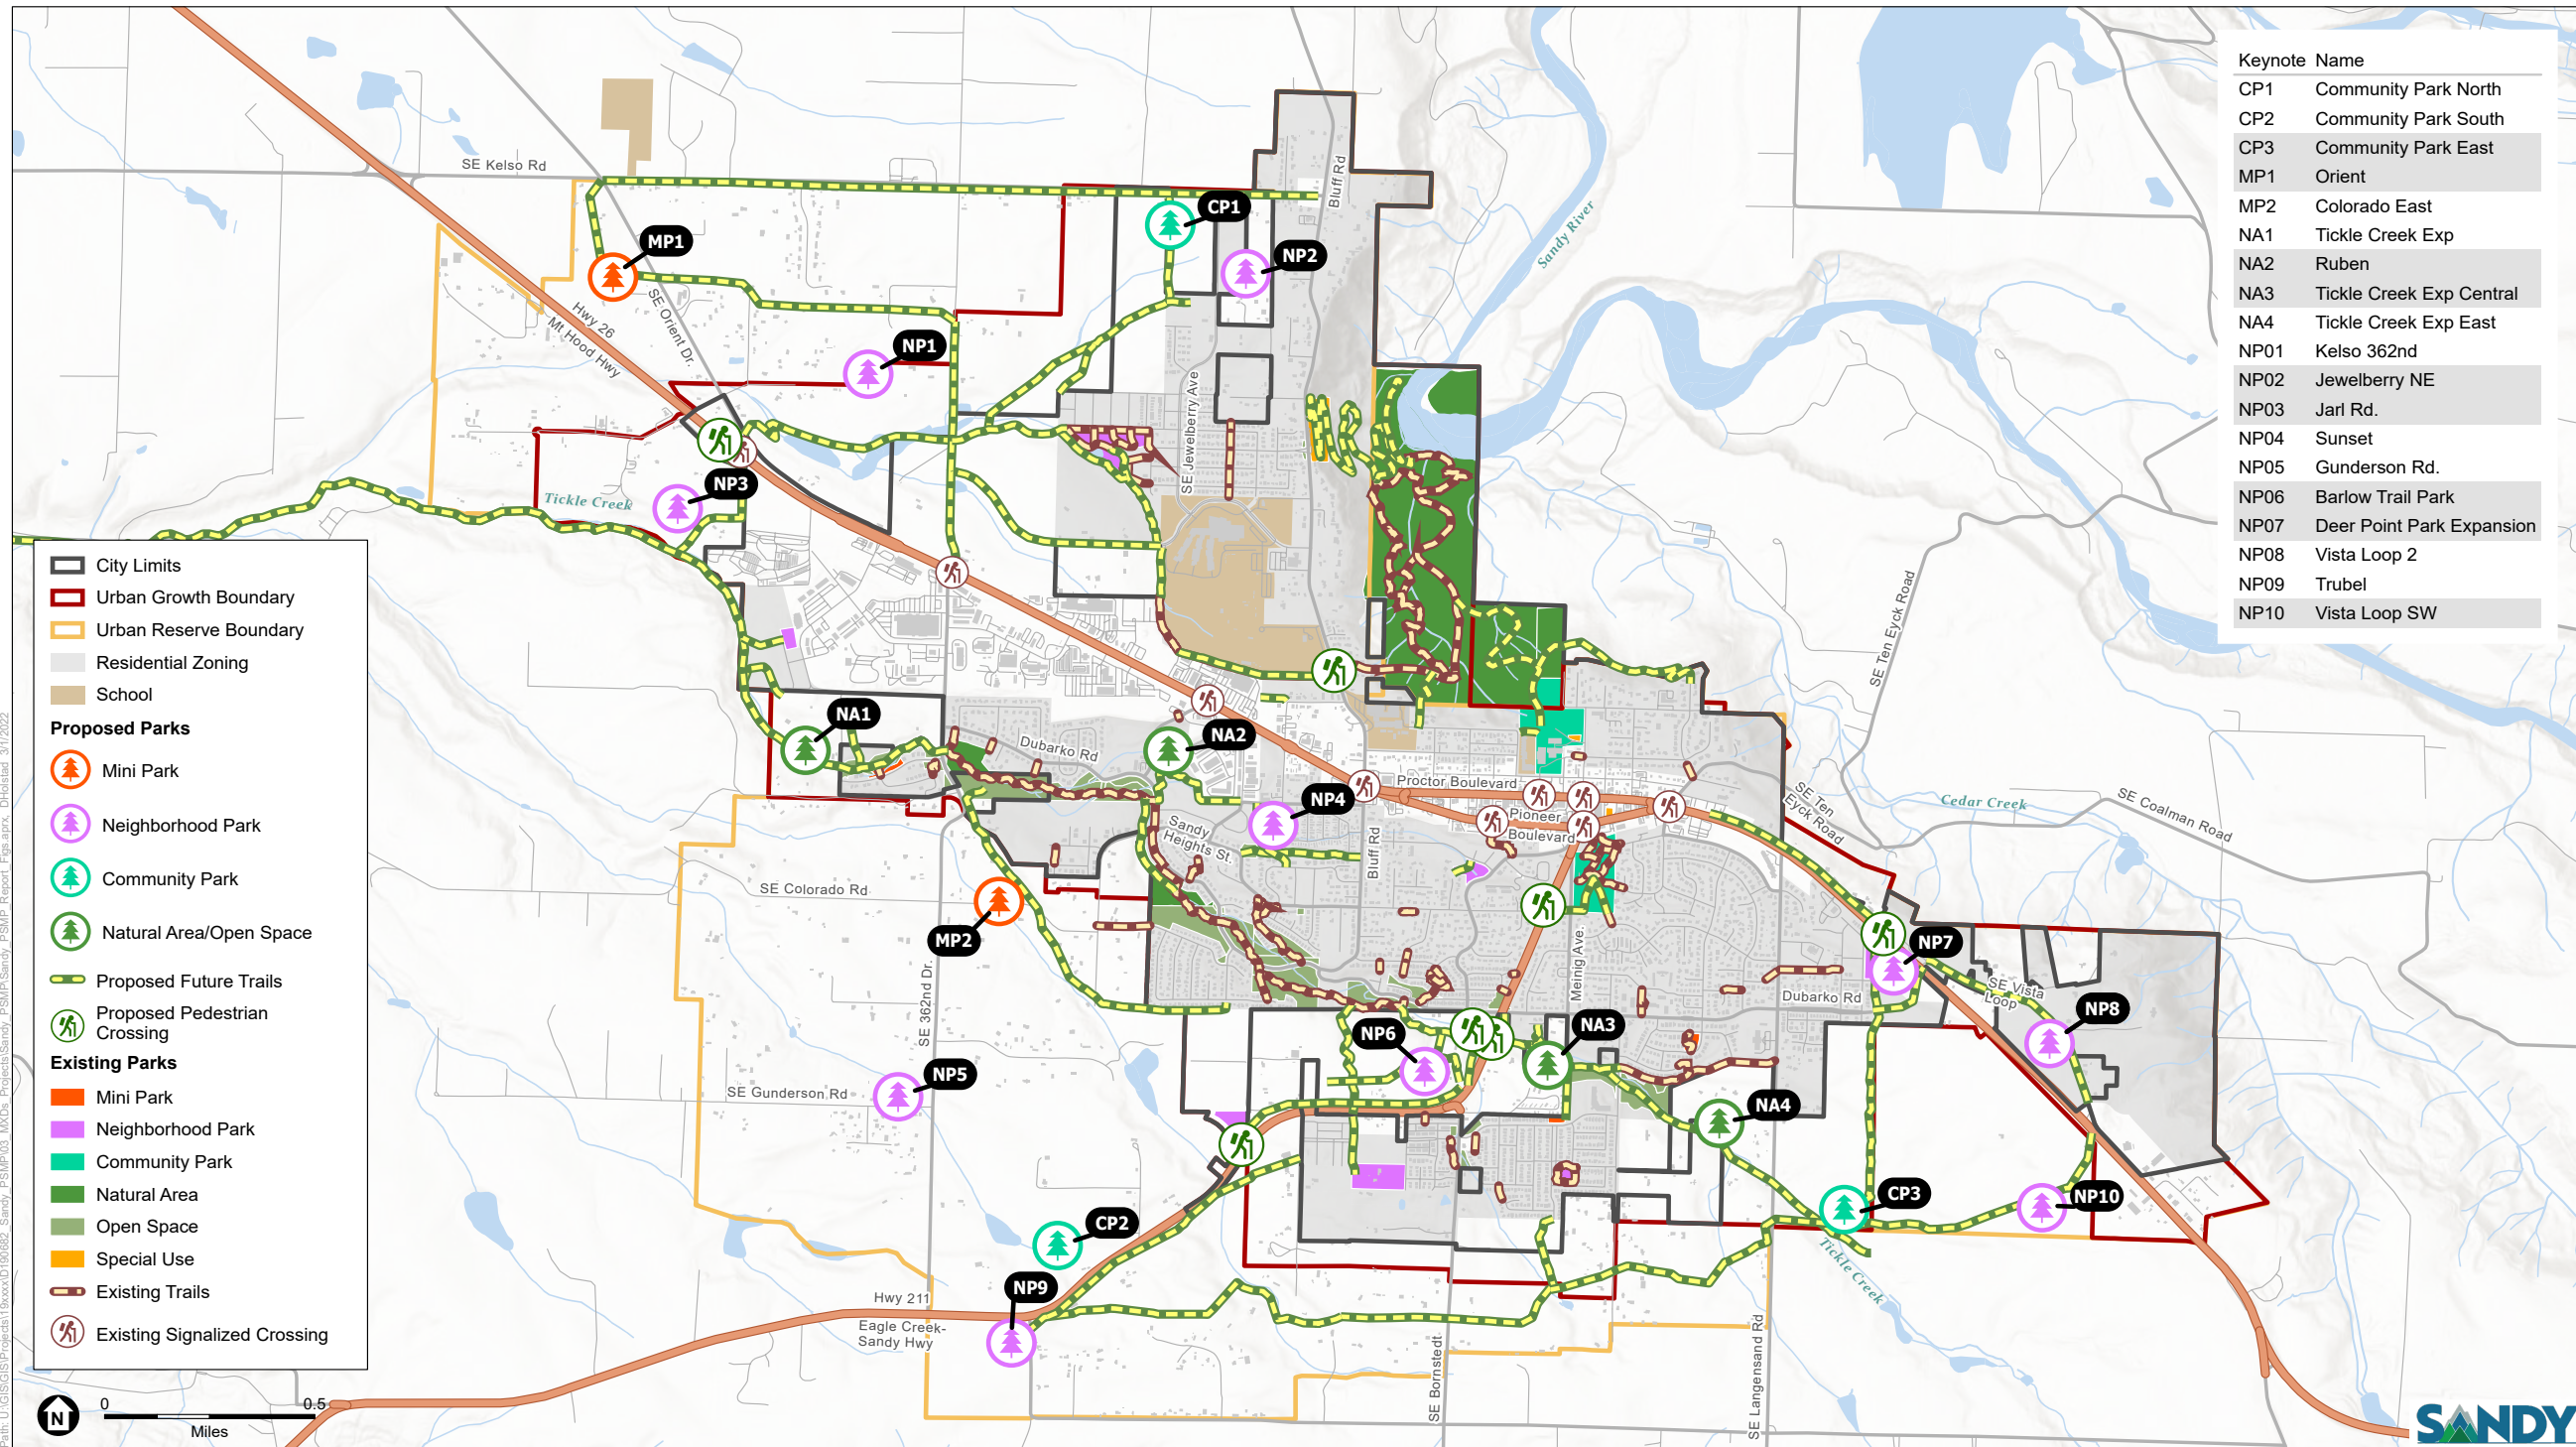 Keynote Name
CP1 Community Park North
CP2 Community Park South
CP3 Community Park East
MP1 Orient
MP2 Colorado East
NA1 Tickle Creek Exp
NA2 Ruben
NA3 Tickle Creek Exp Central
NA4 Tickle Creek Exp East
NP01 Kelso 362nd
NP02 Jewelberry NE
NP03 Jarl Rd.
NP04 Sunset
NP05 Gunderson Rd.
NP06 Barlow Trail Park
NP07 Deer Point Park Expansion
NP08 Vista Loop 2
NP09 Trubel
NP10 Vista Loop SW
SE Kelso Rd
Bluff Rd
CP1
Sandy River
MP1
NP2
SE Orient Dr.
Hwy 26
Mt Hood Hwy
NP1
SE Jewelberry Ave
NP3
Tickle Creek
SE Ten Eyck Road
NA1
NA2
Dubarko Rd
Proctor Boulevard
NP4
Pioneer
Boulevard
SE Ten
Eyck Road
Cedar Creek
SE Coalman Road
Sandy
Heights St.
Bluff Rd
SE Colorado Rd
MP2
Meinig Ave.
NP7
SE 362nd Dr.
Dubarko Rd
SE Vista
Loop
NP8
NP6
NA3
NP5
SE Gunderson Rd
NA4
CP3
NP10
CP2
Tickle Creek
NP9
Hwy 211
Eagle Creek-
Sandy Hwy
SE Bornstedt
SE Langensand Rd
City Limits
Urban Growth Boundary
Urban Reserve Boundary
Residential Zoning
School
Proposed Parks
Mini Park
Neighborhood Park
Community Park
Natural Area/Open Space
Proposed Future Trails
Proposed Pedestrian
Crossing
Existing Parks
Mini Park
Neighborhood Park
Community Park
Natural Area
Open Space
Special Use
Existing Trails
Existing Signalized Crossing
N
0 0.5
Miles
SANDY